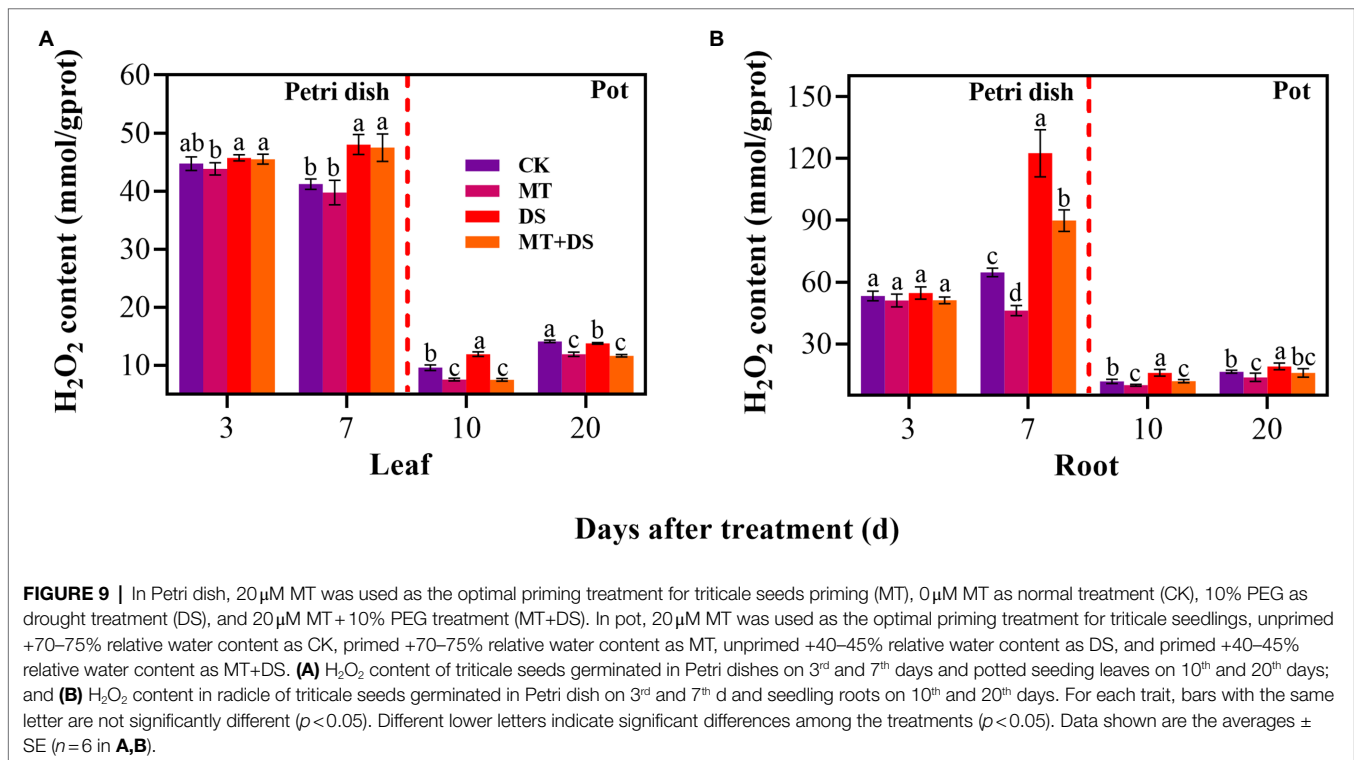 A
B
H₂O₂ content (mmol/gprot)
60
50
40
30
20
10
Petri dish
Pot
ab b a a
b b a a
b c a c
a c b c
CK
MT
DS
MT+DS
3 7 10 20
Leaf
H₂O₂ content (mmol/gprot)
150
120
90
60
30
Petri dish
Pot
a a a a
c d a b
b c a c
b c a bc
3 7 10 20
Root
Days after treatment (d)
FIGURE 9 | In Petri dish, 20 μM MT was used as the optimal priming treatment for triticale seeds priming (MT), 0 μM MT as normal treatment (CK), 10% PEG as
drought treatment (DS), and 20 μM MT + 10% PEG treatment (MT+DS). In pot, 20 μM MT was used as the optimal priming treatment for triticale seedlings, unprimed
+70–75% relative water content as CK, primed +70–75% relative water content as MT, unprimed +40–45% relative water content as DS, and primed +40–45%
relative water content as MT+DS. (A) H₂O₂ content of triticale seeds germinated in Petri dishes on 3rd and 7th days and potted seeding leaves on 10th and 20th days;
and (B) H₂O₂ content in radicle of triticale seeds germinated in Petri dish on 3rd and 7th d and seedling roots on 10th and 20th days. For each trait, bars with the same
letter are not significantly different (p < 0.05). Different lower letters indicate significant differences among the treatments (p < 0.05). Data shown are the averages ±
SE (n = 6 in A,B).